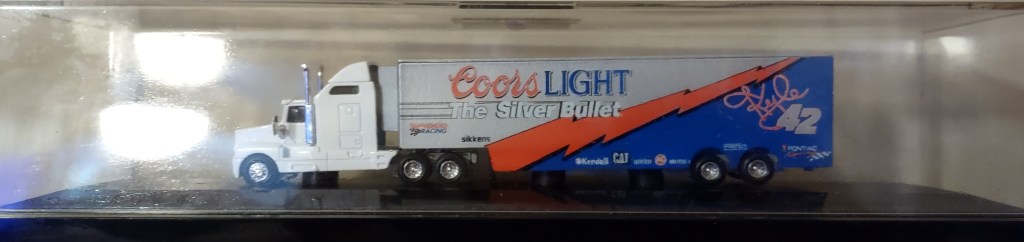 Coors LIGHT
The Silver Bullet
RACING
sikkens
Kyle
42
Kendall
CAT
PONTIAC